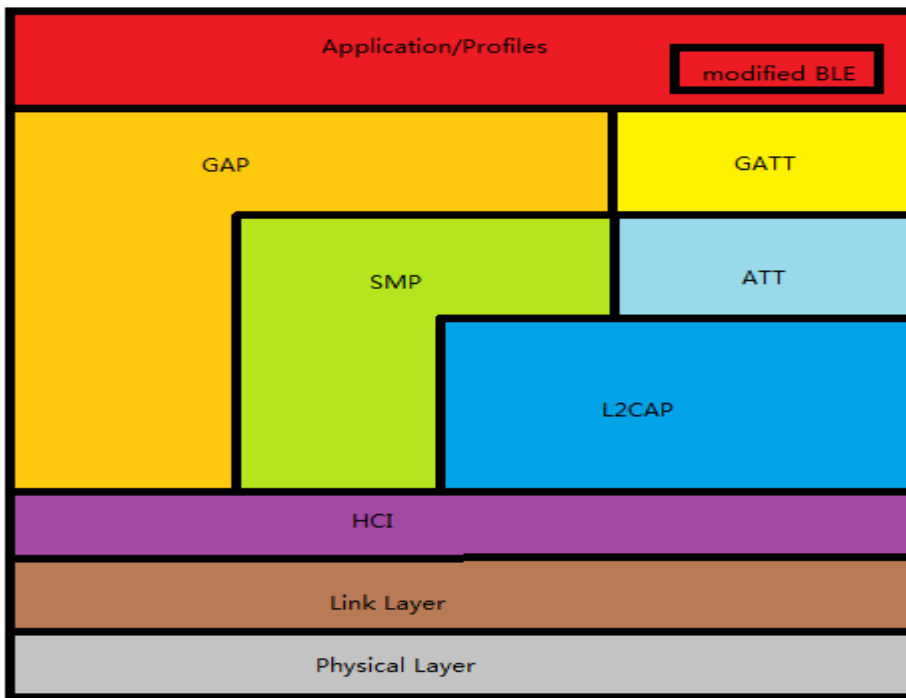 Application/Profiles
modified BLE
GAP
GATT
SMP
ATT
L2CAP
HCI
Link Layer
Physical Layer